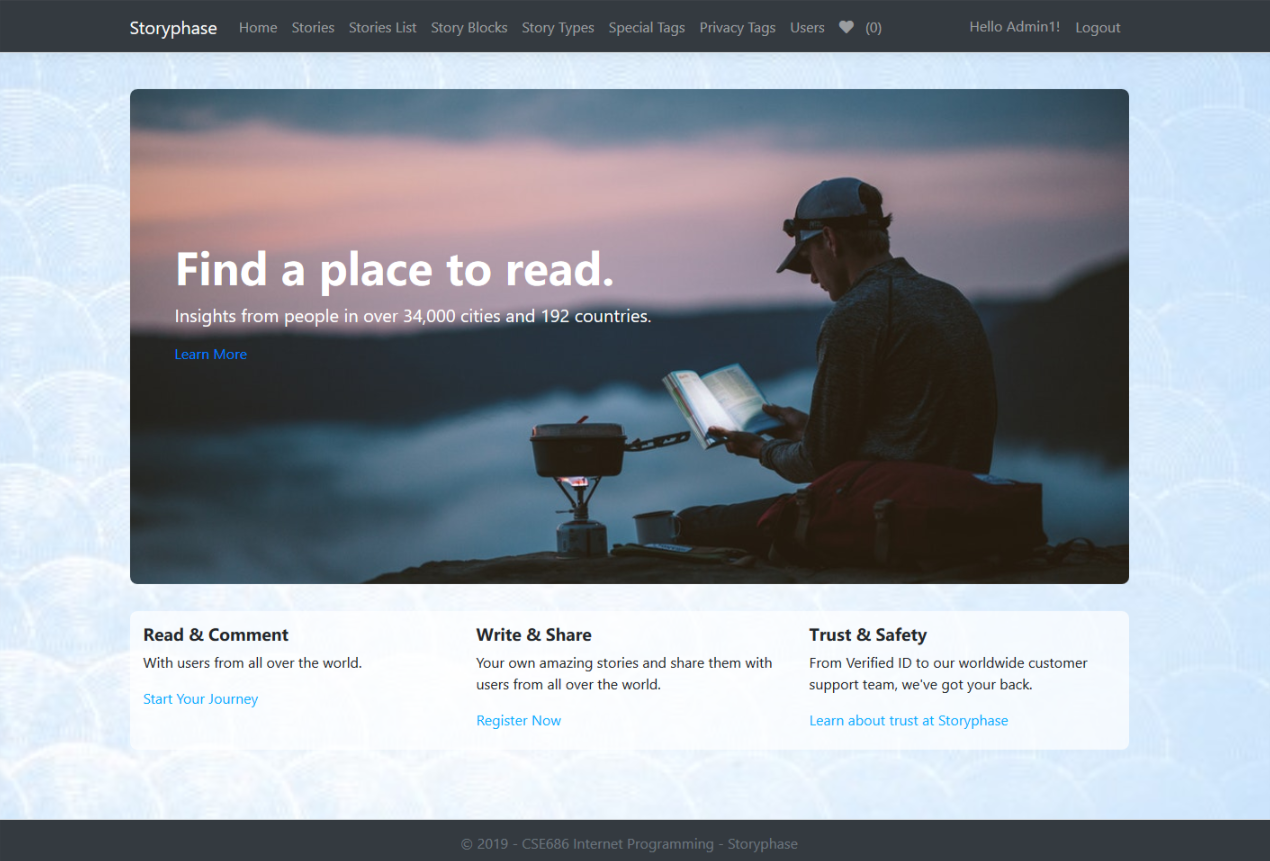 Storyphase Home Stories Stories List Story Blocks Story Types Special Tags Privacy Tags Users (0) Hello Admin1! Logout
Find a place to read.
Insights from people in over 34,000 cities and 192 countries.
Learn More
Read & Comment
With users from all over the world.
Start Your Journey
Write & Share
Your own amazing stories and share them with
users from all over the world.
Register Now
Trust & Safety
From Verified ID to our worldwide customer
support team, we've got your back.
Learn about trust at Storyphase
© 2019 - CSE686 Internet Programming - Storyphase